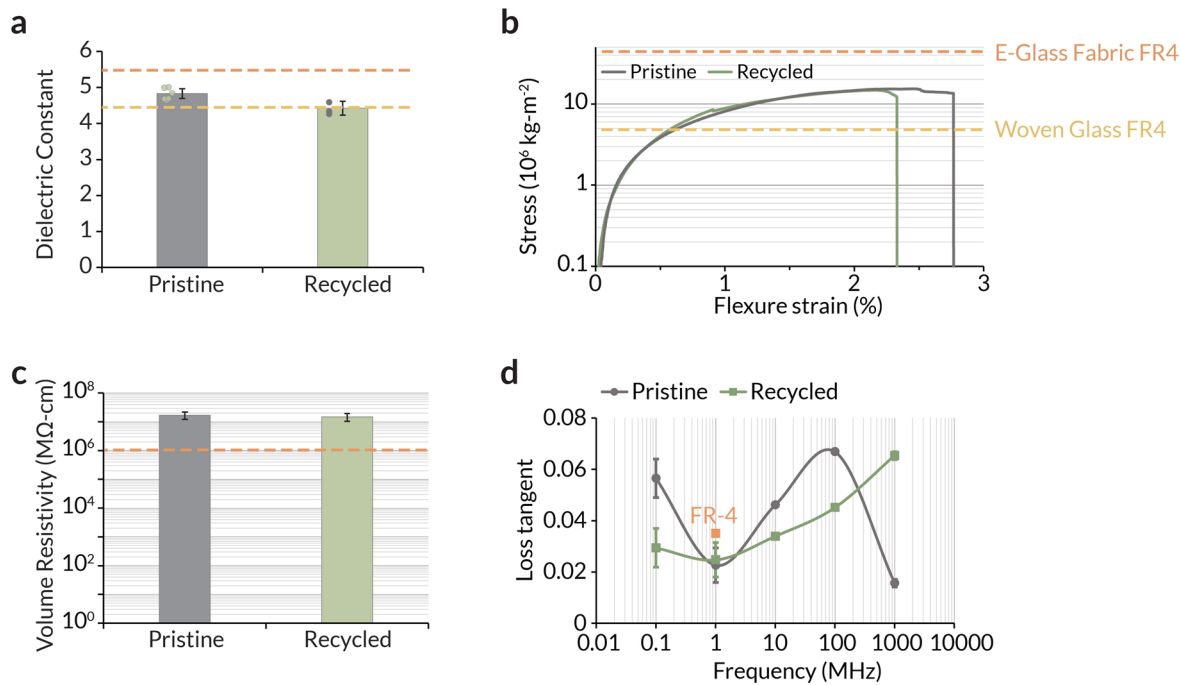 a
6
5
4
3
2
1
0
Dielectric Constant
Pristine
Recycled
b
E-Glass Fabric FR4
Woven Glass FR4
Pristine
Recycled
10
1
0.1
Stress (10⁶ kg-m⁻²)
0
1
2
3
Flexure strain (%)
c
10⁸
10⁶
10⁴
10²
10⁰
Volume Resistivity (MΩ-cm)
Pristine
Recycled
d
Pristine
Recycled
0.08
0.06
0.04
0.02
0
Loss tangent
FR-4
0.01
0.1
1
10
100
1000
10000
Frequency (MHz)